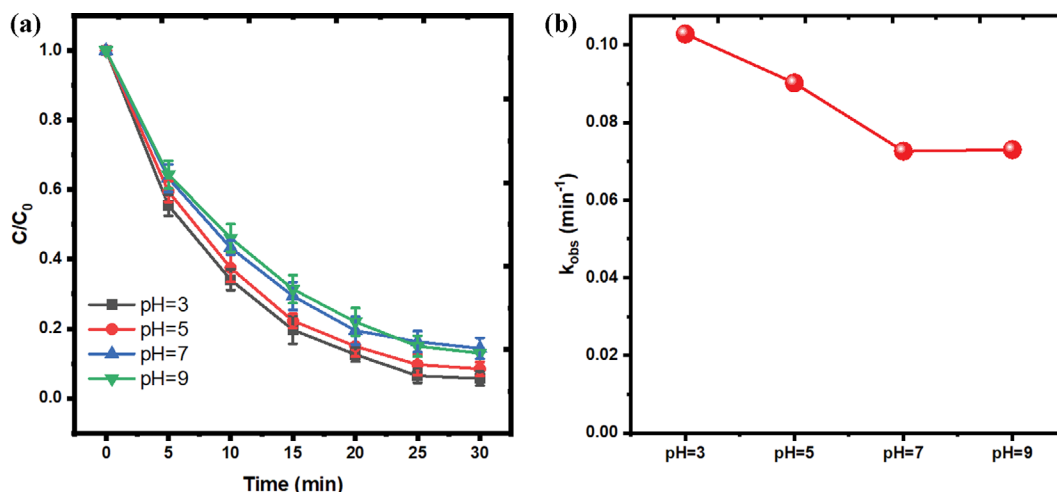 (a)
C/C0
1.0
0.8
0.6
0.4
0.2
0.0
pH=3
pH=5
pH=7
pH=9
0 5 10 15 20 25 30
Time (min)
(b)
kobs (min-1)
0.10
0.08
0.06
0.04
0.02
0.00
pH=3 pH=5 pH=7 pH=9